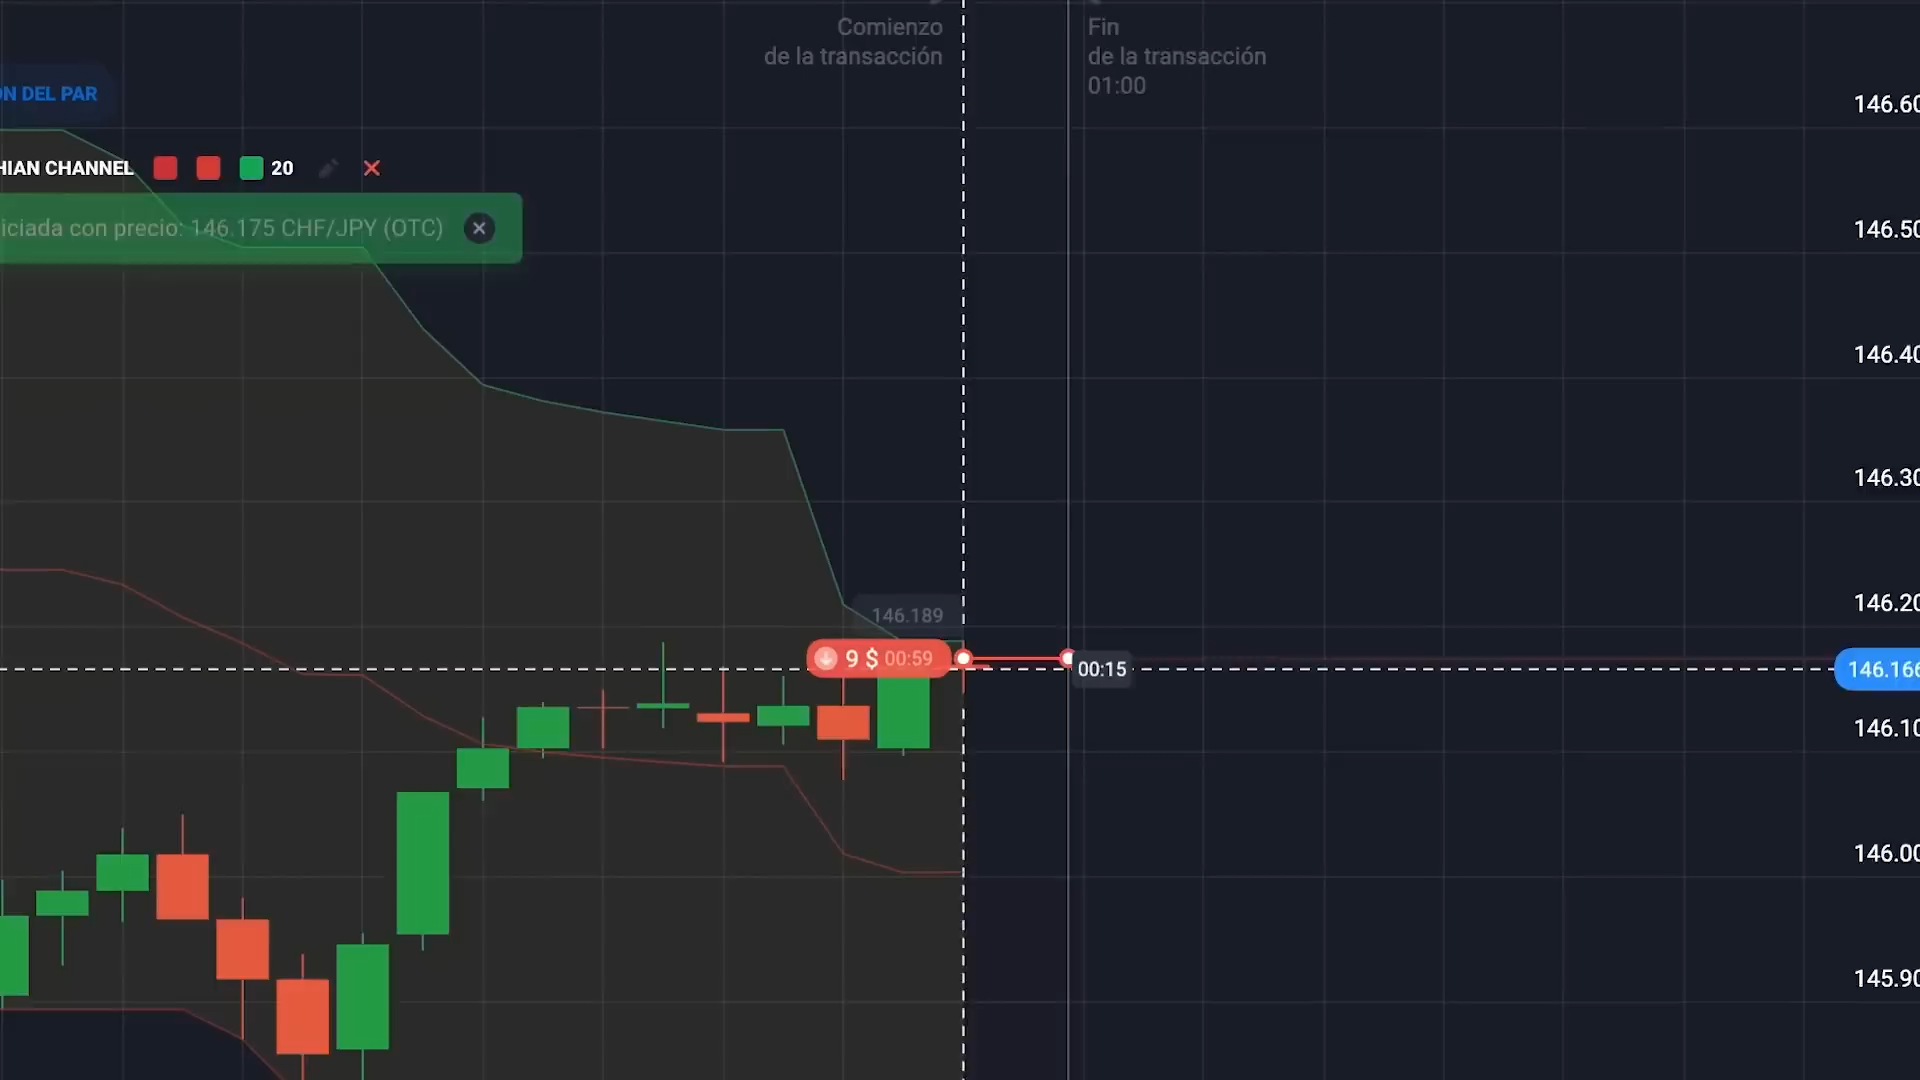 Comienzo
de la transacción
Fin
de la transacción
01:00
ÓN DEL PAR
HIAN CHANNEL 20
iciada con precio: 146.175 CHF/JPY (OTC)
146.60
146.50
146.40
146.30
146.20
146.189
9 $ 00:59
00:15
146.166
146.10
146.00
145.90